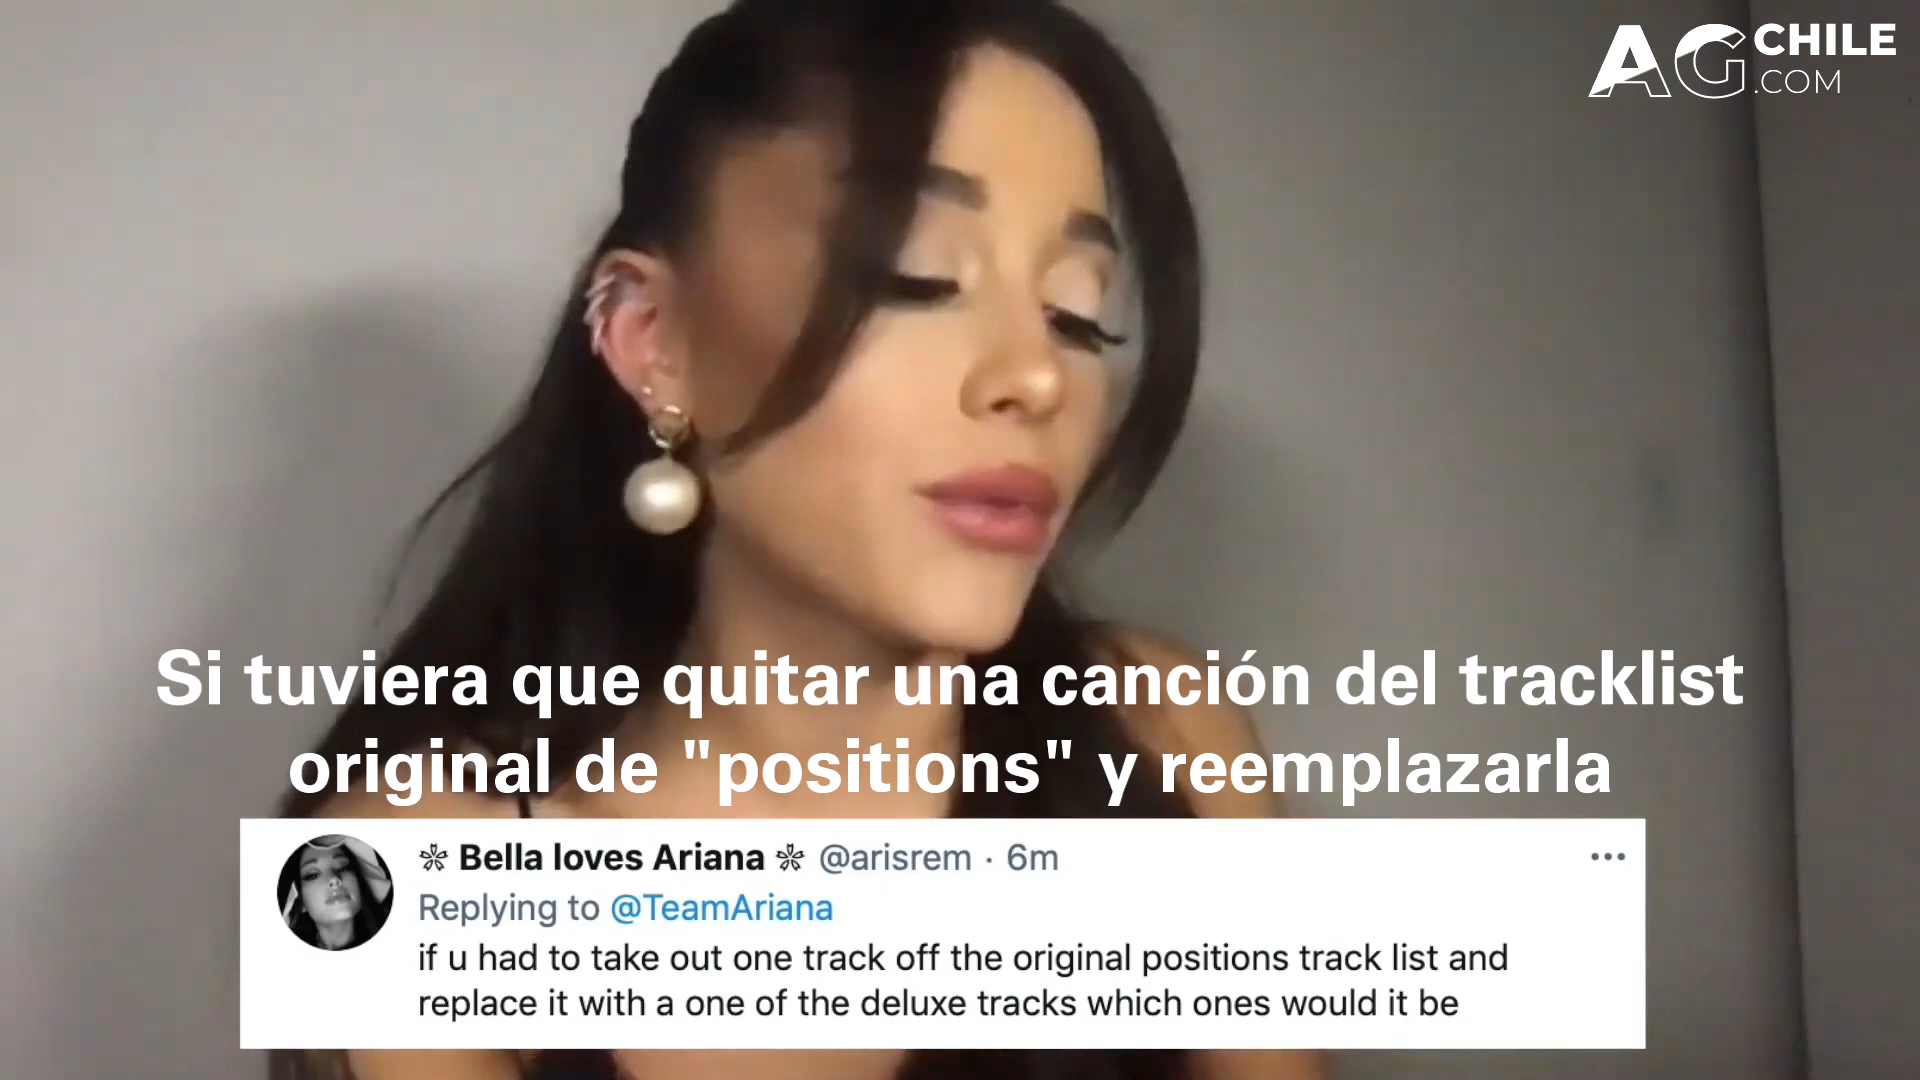 AG CHILE
.COM
Si tuviera que quitar una canción del tracklist
original de "positions" y reemplazarla
Bella loves Ariana @arisrem · 6m
Replying to @TeamAriana
if u had to take out one track off the original positions track list and
replace it with a one of the deluxe tracks which ones would it be